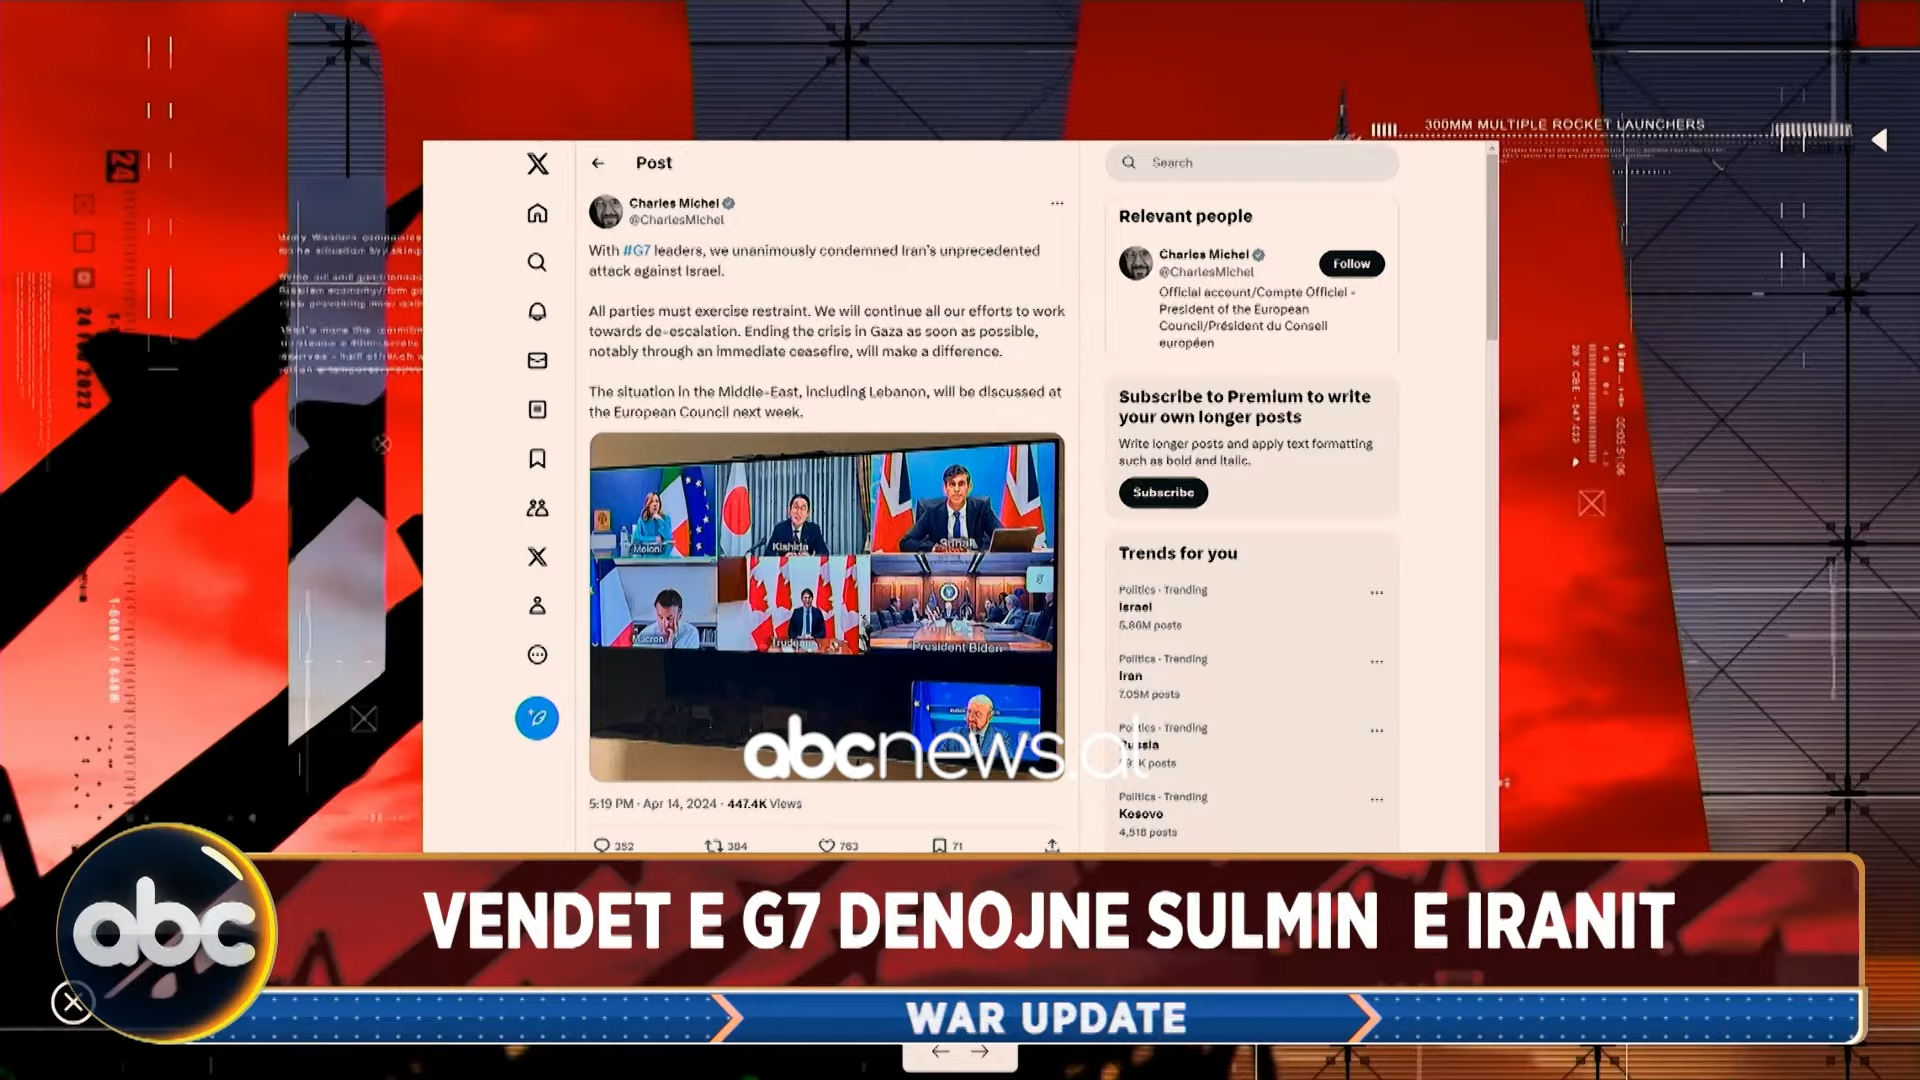 300MM MULTIPLE ROCKET LAUNCHERS
24
24 Feb 2022
Post
Search
Charles Michel
@CharlesMichel
With #G7 leaders, we unanimously condemned Iran's unprecedented
attack against Israel.
All parties must exercise restraint. We will continue all our efforts to work
towards de-escalation. Ending the crisis in Gaza as soon as possible,
notably through an immediate ceasefire, will make a difference.
The situation in the Middle-East, including Lebanon, will be discussed at
the European Council next week.
Meloni
Kishida
Sunak
Macron
Trudeau
President Biden
5:19 PM · Apr 14, 2024 · 447.4K Views
352
384
763
71
Relevant people
Charles Michel
@CharlesMichel
Follow
Official account/Compte Officiel -
President of the European
Council/Président du Conseil
européen
Subscribe to Premium to write
your own longer posts
Write longer posts and apply text formatting
such as bold and italic.
Subscribe
Trends for you
Politics · Trending
Israel
5.86M posts
Politics · Trending
Iran
7.05M posts
Politics · Trending
Russia
posts
Politics · Trending
Kosovo
4,518 posts
abcnews.al
abc
VENDET E G7 DENOJNE SULMIN E IRANIT
WAR UPDATE